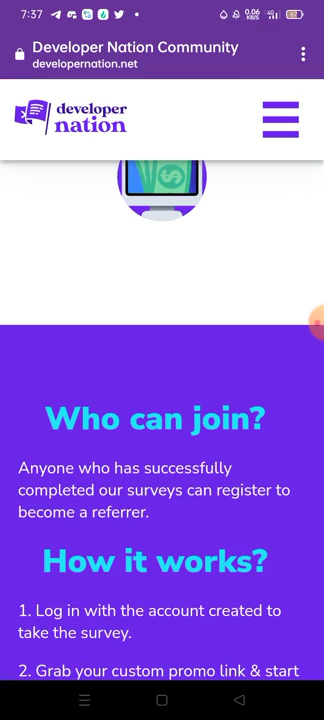 7:37
0.06
KB/S
4G
Developer Nation Community
developernation.net
developer
nation
Who can join?
Anyone who has successfully
completed our surveys can register to
become a referrer.
How it works?
1. Log in with the account created to
take the survey.
2. Grab your custom promo link & start